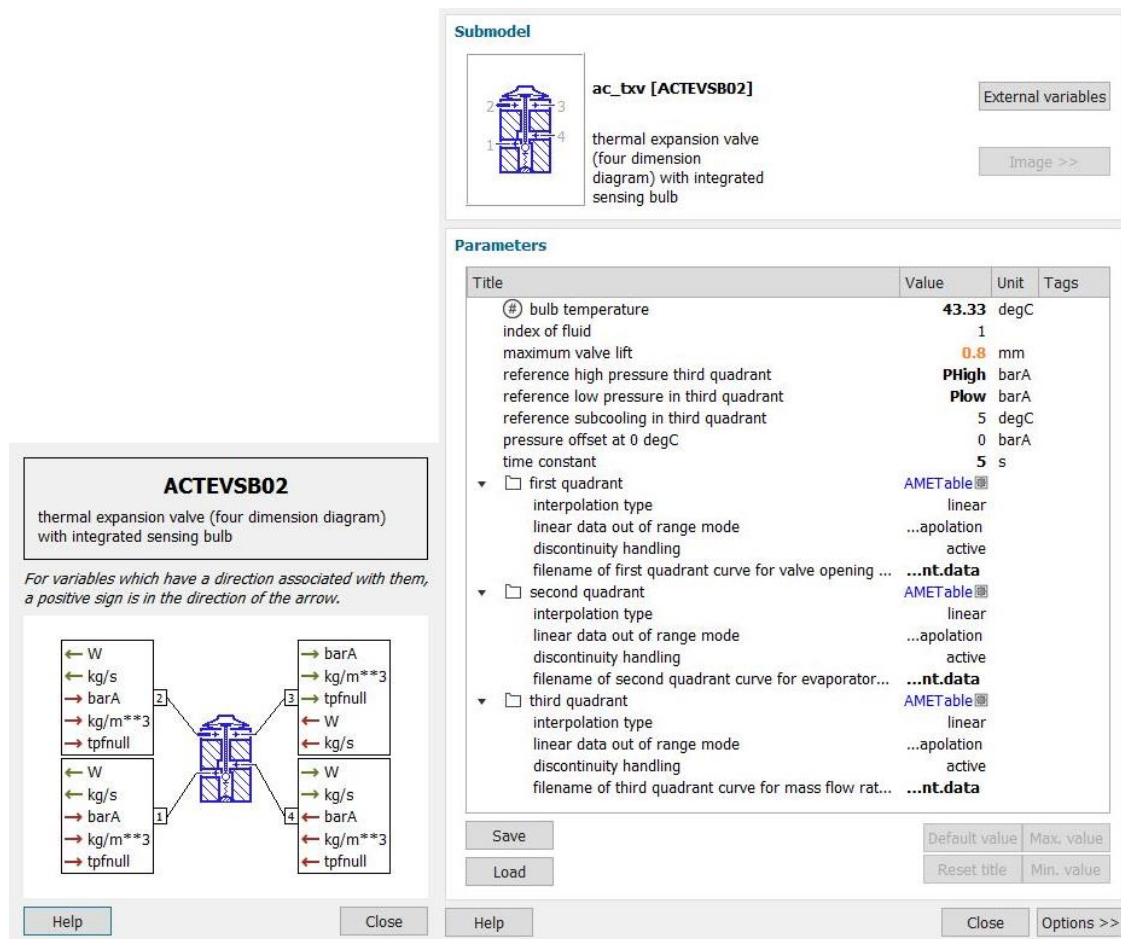 ACTEVSB02
thermal expansion valve (four dimension diagram)
with integrated sensing bulb
For variables which have a direction associated with them,
a positive sign is in the direction of the arrow.
← W
← kg/s
→ barA
→ kg/m**3
→ tpfnull
2
→ barA
→ kg/m**3
→ tpfnull
← W
← kg/s
3
← W
← kg/s
→ barA
→ kg/m**3
→ tpfnull
1
→ W
→ kg/s
← barA
← kg/m**3
← tpfnull
4
Help Close
Submodel
2 3
1 4
ac_txv [ACTEVSB02]
thermal expansion valve
(four dimension
diagram) with integrated
sensing bulb
External variables
Image >>
Parameters
Title Value Unit Tags
# bulb temperature 43.33 degC
index of fluid 1
maximum valve lift 0.8 mm
reference high pressure third quadrant PHigh barA
reference low pressure in third quadrant Plow barA
reference subcooling in third quadrant 5 degC
pressure offset at 0 degC 0 barA
time constant 5 s
first quadrant AMETable
interpolation type linear
linear data out of range mode ...apolation
discontinuity handling active
filename of first quadrant curve for valve opening ... ...nt.data
second quadrant AMETable
interpolation type linear
linear data out of range mode ...apolation
discontinuity handling active
filename of second quadrant curve for evaporator... ...nt.data
third quadrant AMETable
interpolation type linear
linear data out of range mode ...apolation
discontinuity handling active
filename of third quadrant curve for mass flow rat... ...nt.data
Save Default value Max. value
Load Reset title Min. value
Help Close Options >>